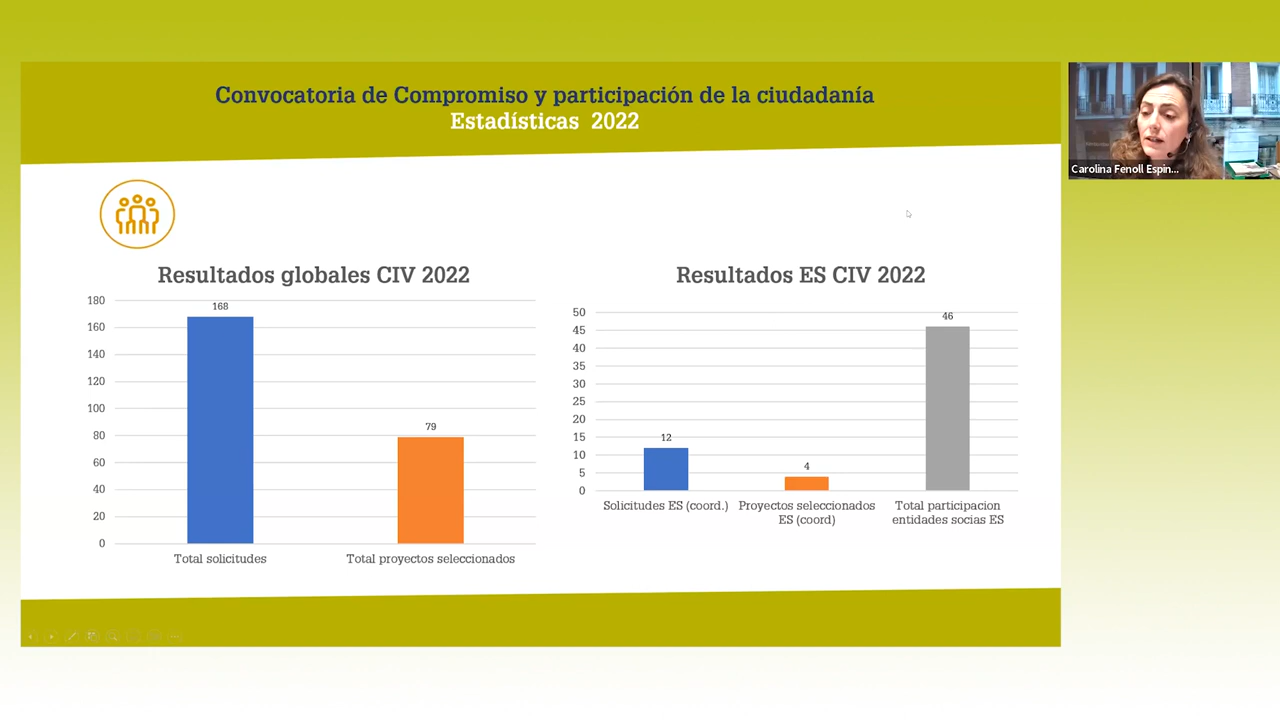 Convocatoria de Compromiso y participación de la ciudadanía
Estadísticas 2022
Carolina Fenoll Espin...
Resultados globales CIV 2022
180
160
140
120
100
80
60
40
20
0
168
79
Total solicitudes
Total proyectos seleccionados
Resultados ES CIV 2022
50
45
40
35
30
25
20
15
10
5
0
12
4
46
Solicitudes ES (coord.)
Proyectos seleccionados
ES (coord)
Total participacion
entidades socias ES